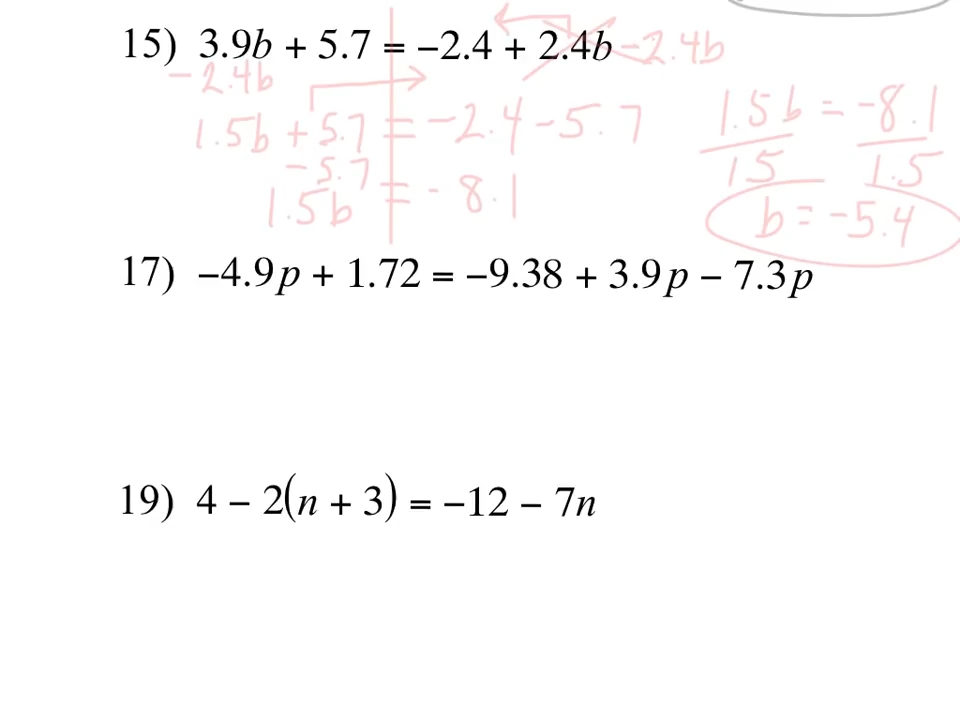 15) 3.9b + 5.7 = −2.4 + 2.4b
−2.4b −2.4b
1.5b + 5.7 = −2.4 − 5.7
−5.7
1.5b = −8.1
1.5b = −8.1
15 1.5
b = −5.4
17) −4.9p + 1.72 = −9.38 + 3.9p − 7.3p
19) 4 − 2(n + 3) = −12 − 7n